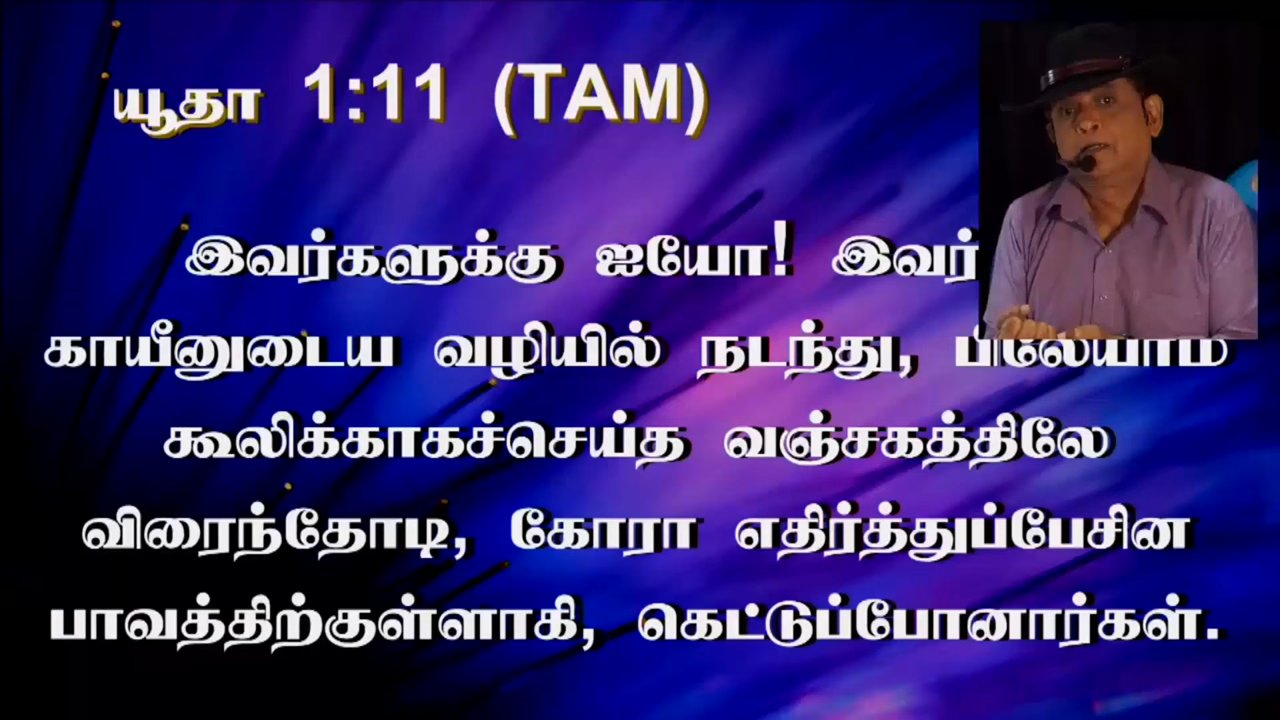 யூதா 1:11 (TAM)
இவர்களுக்கு ஐயோ! இவர்
காயீனுடைய வழியில் நடந்து, பிலேயாம்
கூலிக்காகச்செய்த வஞ்சகத்திலே
விரைந்தோடி, கோரா எதிர்த்துப்பேசின
பாவத்திற்குள்ளாகி, கெட்டுப்போனார்கள்.